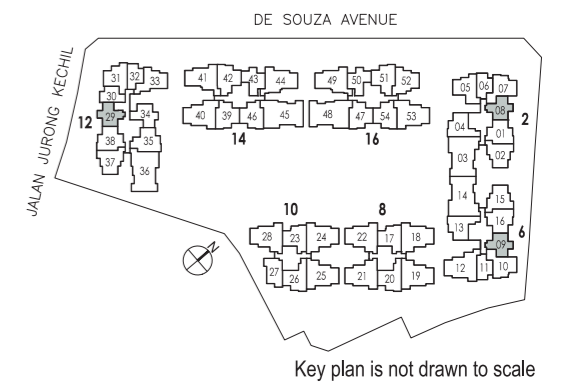 DE SOUZA AVENUE
JALAN JURONG KECHIL
31 32 33
30
29
12
34
38 35
37 36
41 42 43 44
40 39 46 45
14
49 50 51 52
48 47 54 53
16
05 06 07
08
2
04 01
03 02
14 15
13 16
09
6
12 11 10
10
28 23 24
27 26 25
8
22 17 18
21 20 19
N
Key plan is not drawn to scale